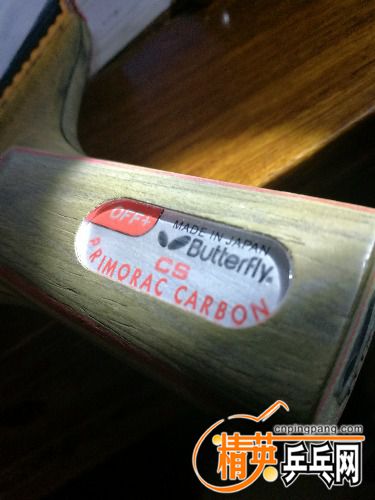 OFF+
MADE IN JAPAN
Butterfly
CS
PRIMORAC CARBON
cnpingpang.com
精英乒乓网